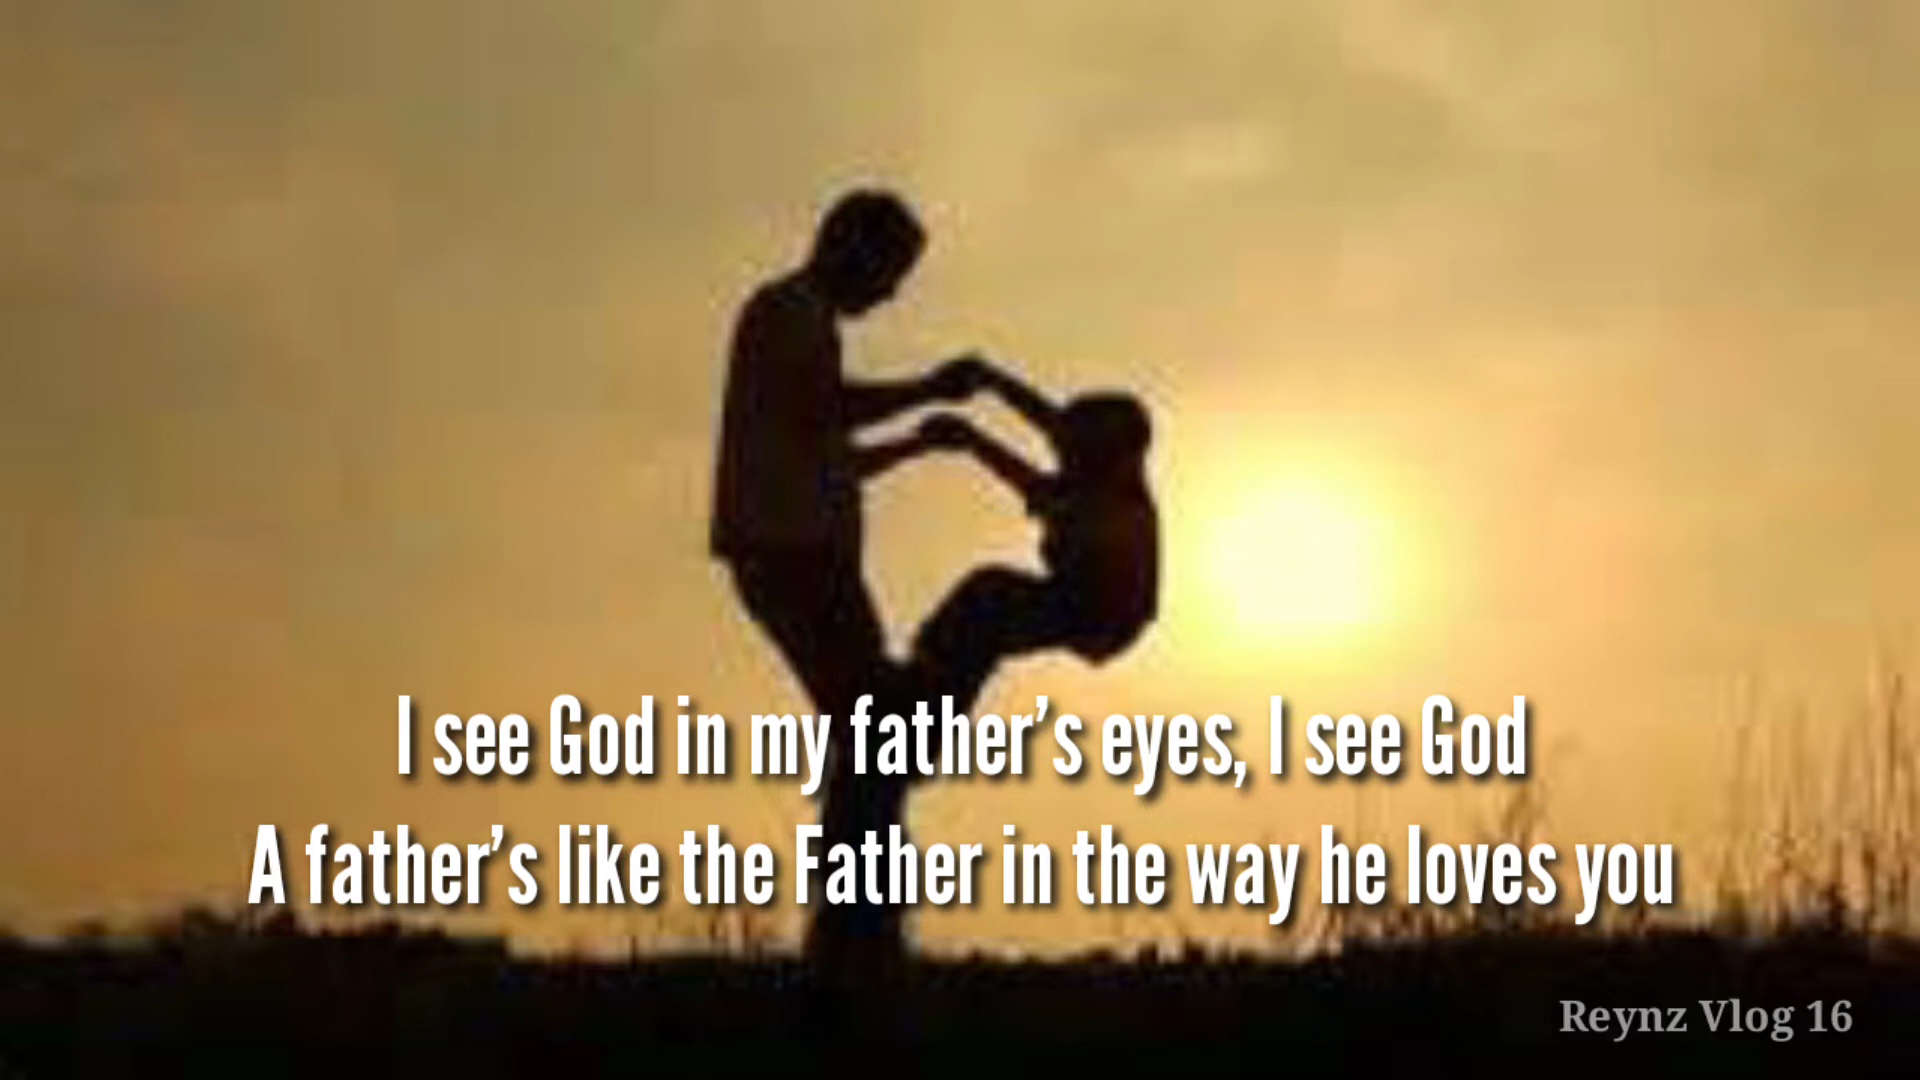 I see God in my father’s eyes, I see God
A father’s like the Father in the way he loves you
Reynz Vlog 16